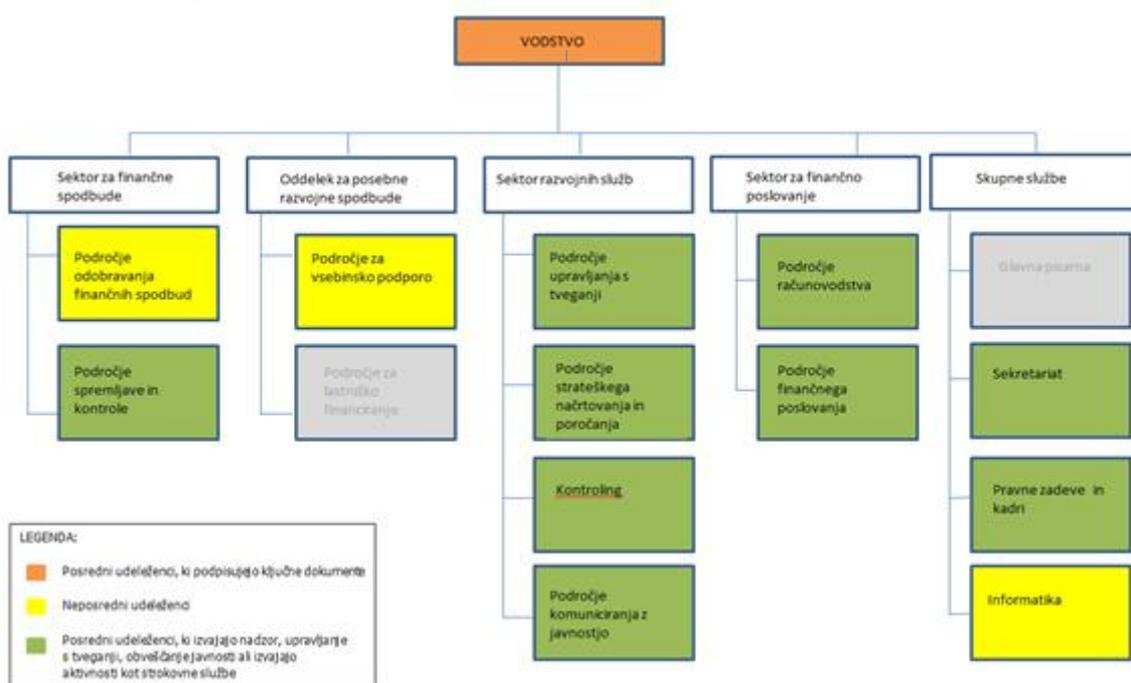 VODSTVO
Sektor za finančne
spodbude
Oddelek za posebne
razvojne spodbude
Sektor razvojnih služb
Sektor za finančno
poslovanje
Skupne službe
Področje
odobravanja
finančnih spodbud
Področje
spremljave in
kontrole
Področje za
vsebinsko podporo
Področje za
lastniško
financiranje
Področje
upravljanja s
tveganji
Področje
strateškega
načrtovanja in
poročanja
Kontroling
Področje
komuniciranja z
javnostjo
Področje
računovodstva
Področje
finančnega
poslovanja
Glavna pisarna
Sekretariat
Pravne zadeve in
kadri
Informatika
LEGENDA:
Posredni udeleženci, ki podpisujejo ključne dokumente
Neposredni udeleženci
Posredni udeleženci, ki izvajajo nadzor, upravljanje
s tveganji, obveščanje javnosti ali izvajajo
aktivnosti kot strokovne službe